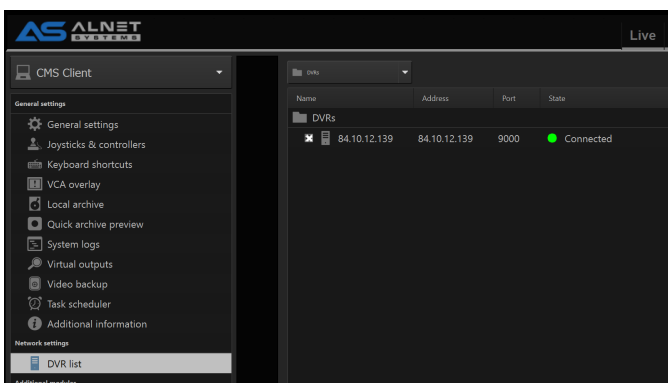 ALNET
SYSTEMS
Live
CMS Client
General settings
General settings
Joysticks & controllers
Keyboard shortcuts
VCA overlay
Local archive
Quick archive preview
System logs
Virtual outputs
Video backup
Task scheduler
Additional information
Network settings
DVR list
Additional modules
DVRs
Name Address Port State
DVRs
84.10.12.139 84.10.12.139 9000 Connected